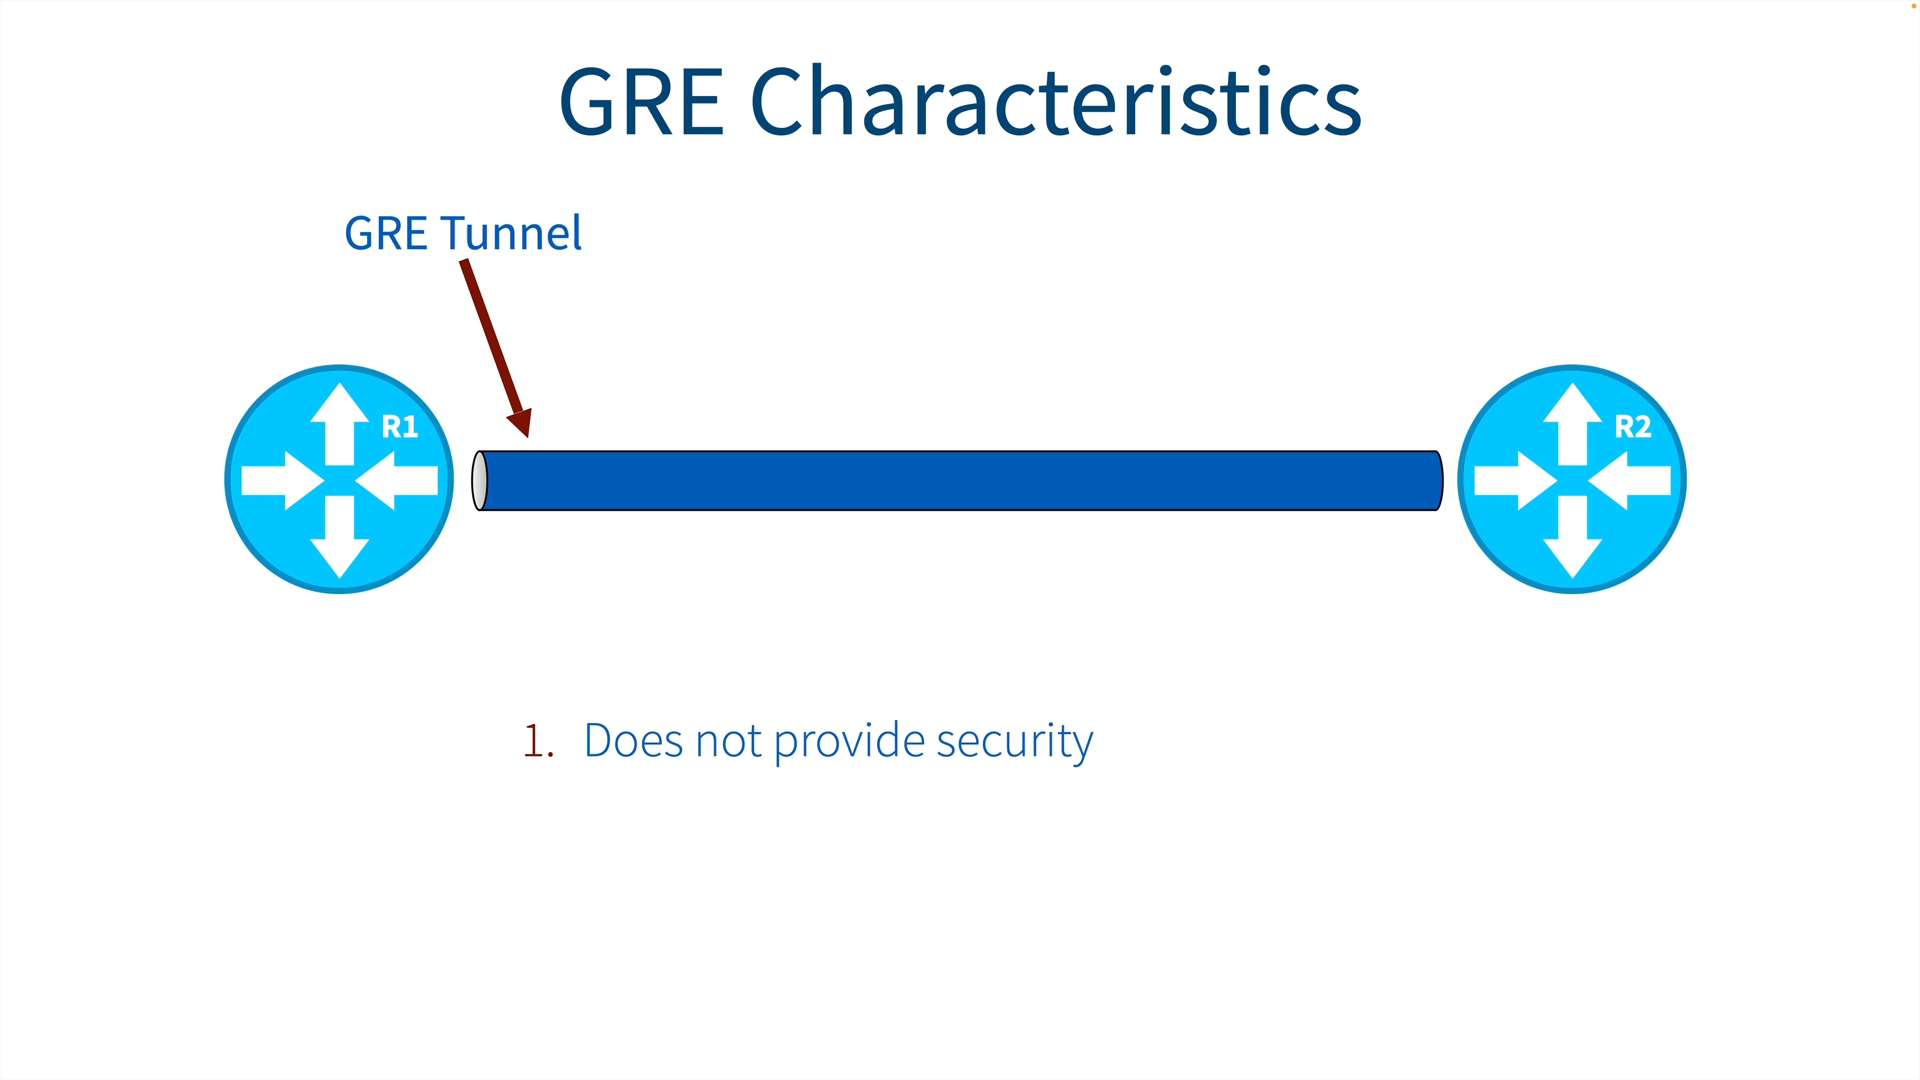 GRE Characteristics
GRE Tunnel
R1
R2
1. Does not provide security